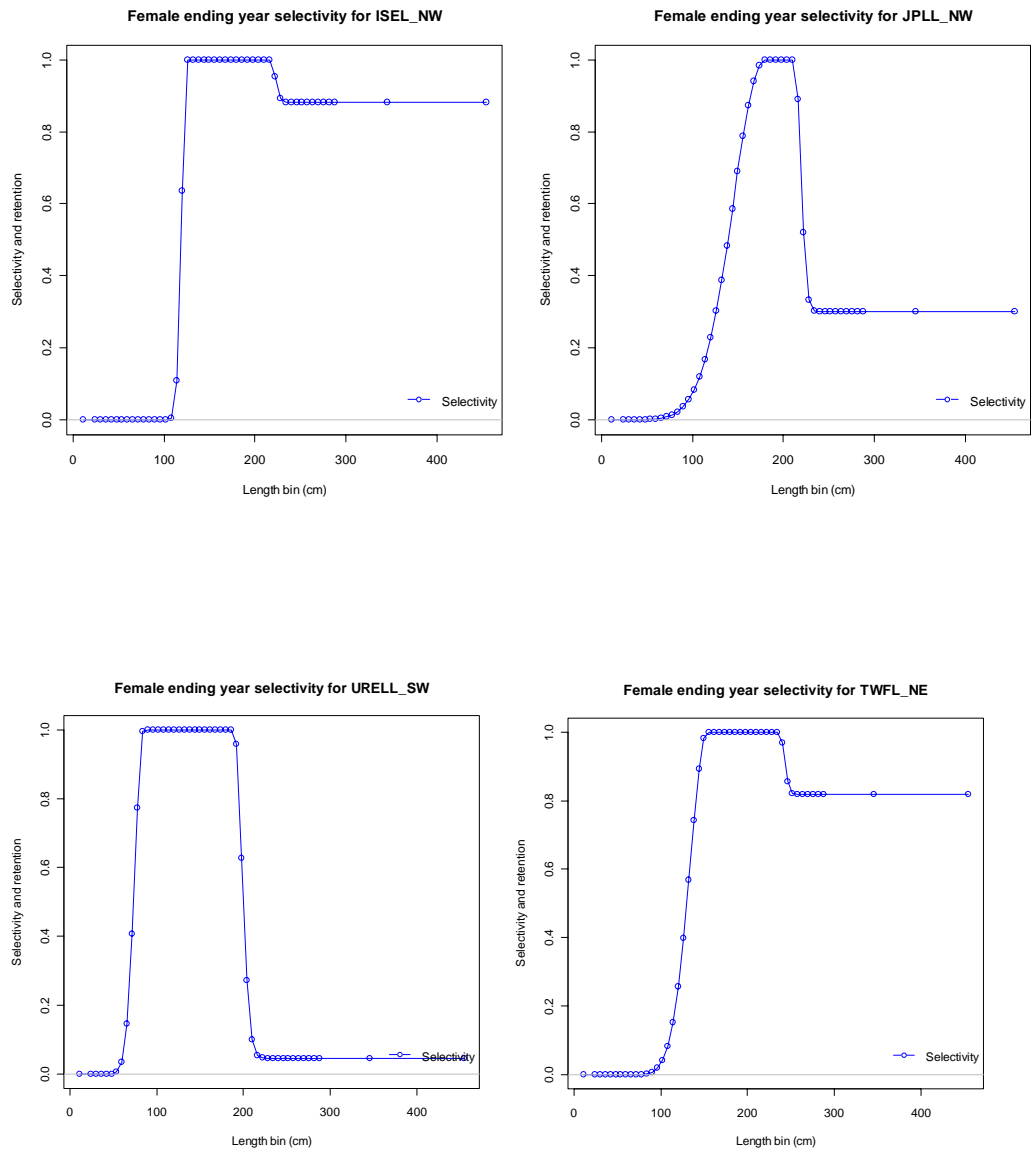 Female ending year selectivity for ISEL_NW
Selectivity and retention
0.0 0.2 0.4 0.6 0.8 1.0
Selectivity
0 100 200 300 400
Length bin (cm)
Female ending year selectivity for JPLL_NW
Selectivity and retention
0.0 0.2 0.4 0.6 0.8 1.0
Selectivity
0 100 200 300 400
Length bin (cm)
Female ending year selectivity for URELL_SW
Selectivity and retention
0.0 0.2 0.4 0.6 0.8 1.0
Selectivity
0 100 200 300 400
Length bin (cm)
Female ending year selectivity for TWFL_NE
Selectivity and retention
0.0 0.2 0.4 0.6 0.8 1.0
Selectivity
0 100 200 300 400
Length bin (cm)